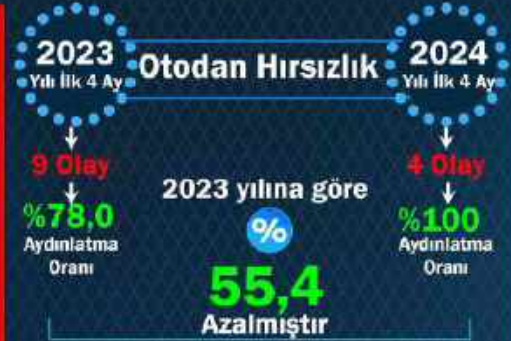 2023
Yılı İlk 4 Ay
Otodan Hırsızlık
2024
Yılı İlk 4 Ay
9 Olay
4 Olay
%78,0
Aydınlatma
Oranı
2023 yılına göre
%
55,4
Azalmıştır
%100
Aydınlatma
Oranı